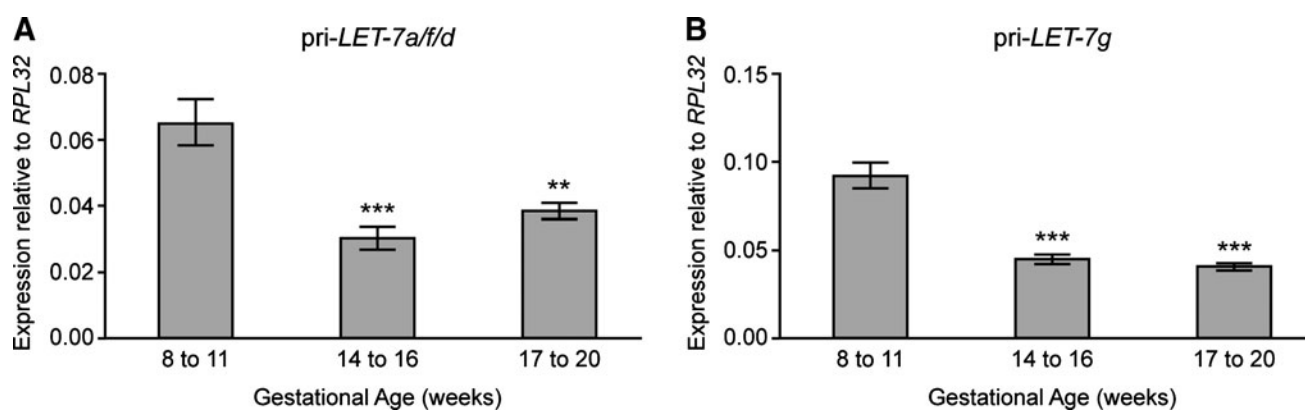 A
pri-LET-7a/f/d
Expression relative to RPL32
0.08
0.06
0.04
0.02
0.00
***
**
8 to 11
14 to 16
17 to 20
Gestational Age (weeks)
B
pri-LET-7g
Expression relative to RPL32
0.15
0.10
0.05
0.00
***
***
8 to 11
14 to 16
17 to 20
Gestational Age (weeks)